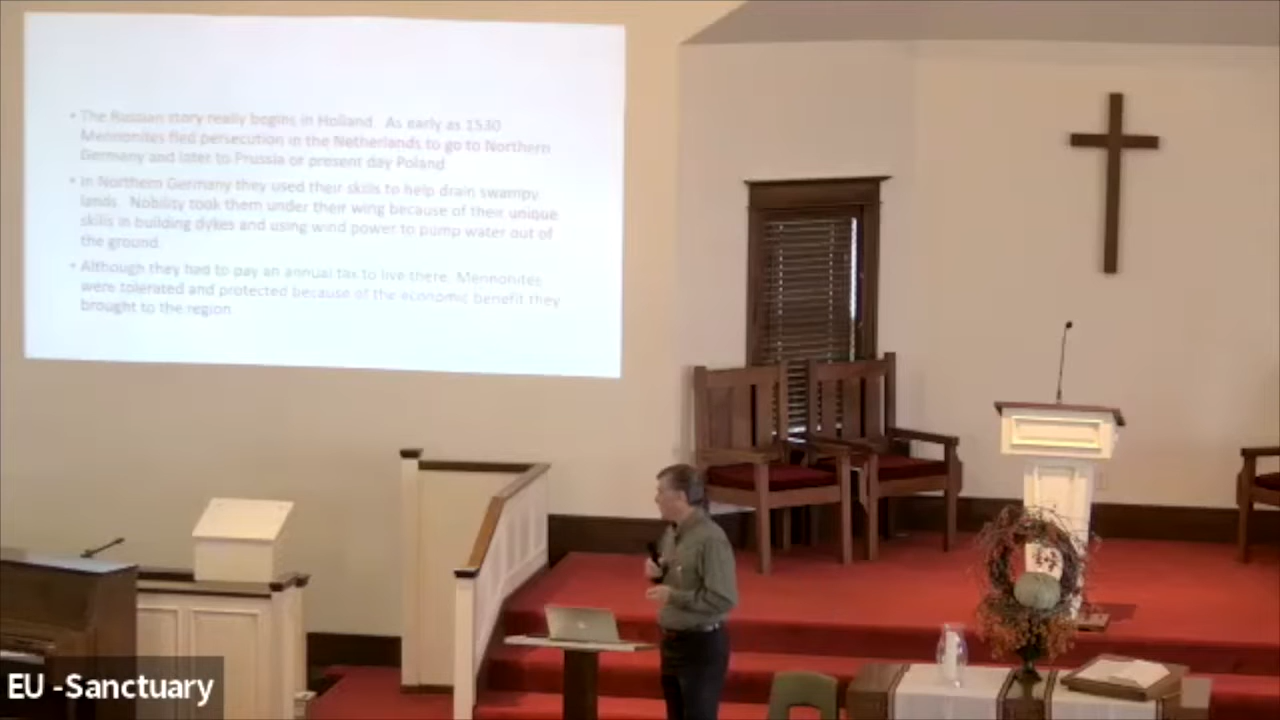 • The Russian story really begins in Holland. As early as 1530
Mennonites fled persecution in the Netherlands to go to Northern
Germany and later to Prussia or present day Poland
• In Northern Germany they used their skills to help drain swampy
lands. Nobility took them under their wing because of their unique
skills in building dykes and using wind power to pump water out of
the ground.
• Although they had to pay an annual tax to live there, Mennonites
were tolerated and protected because of the economic benefit they
brought to the region
EU -Sanctuary